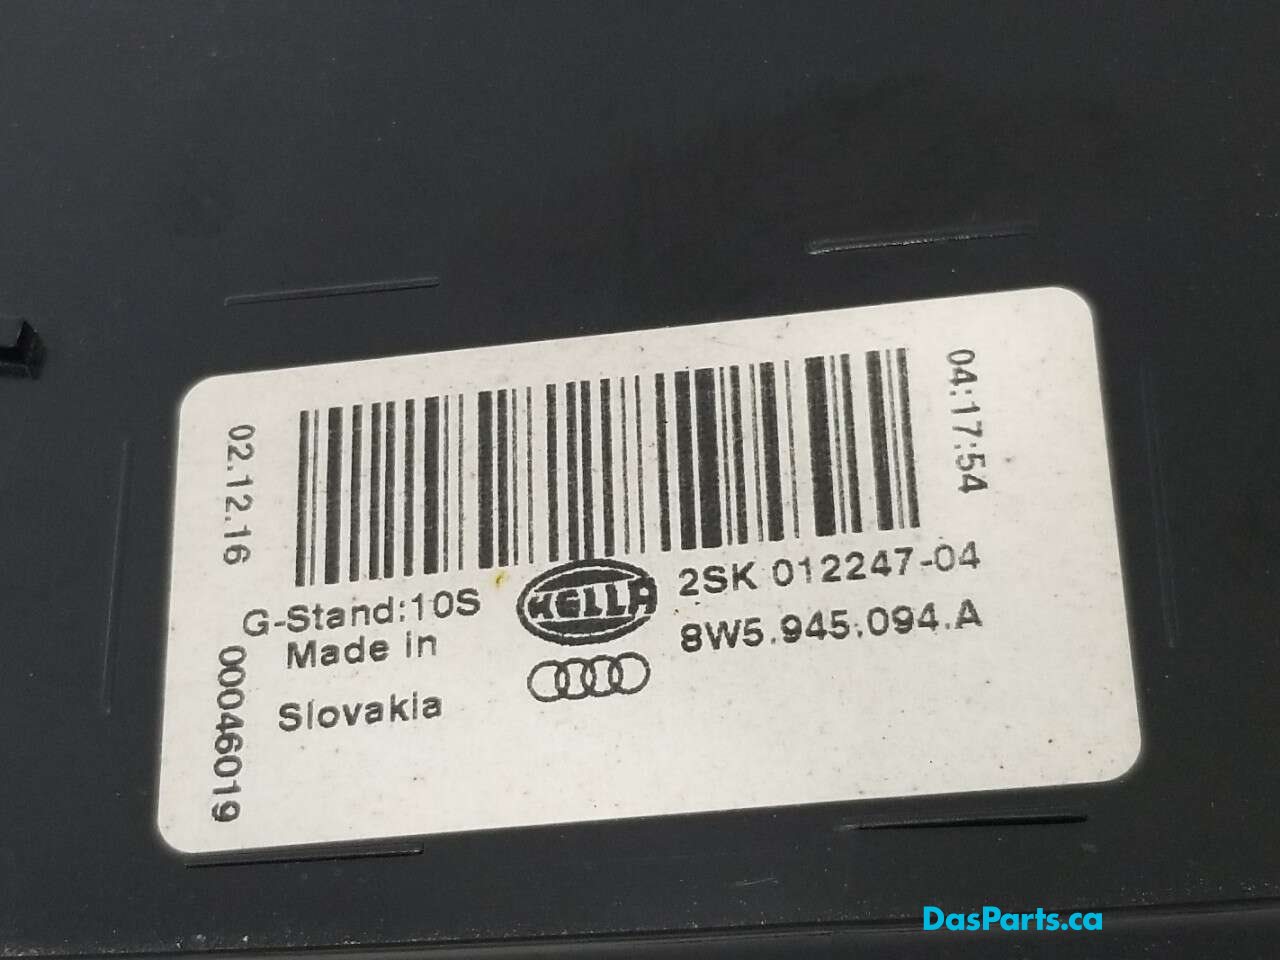 02.12.16
04:17:54
G-Stand:10S
HELLA
2SK 012247-04
Made in
8W5.945.094.A
Slovakia
00046019
DasParts.ca